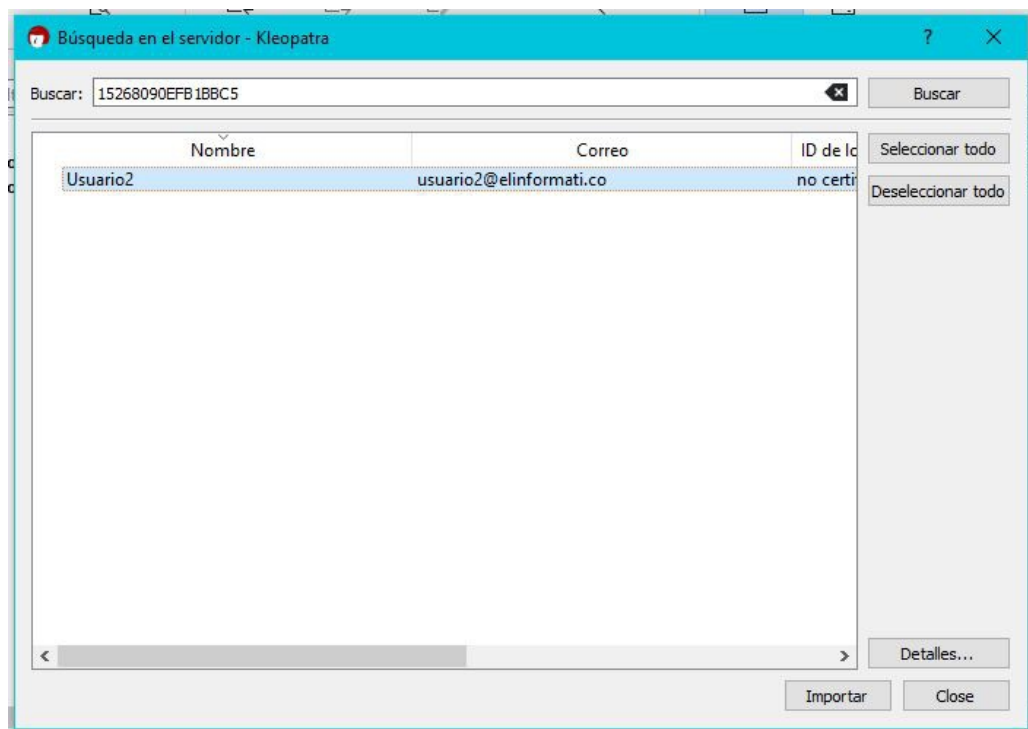 Búsqueda en el servidor - Kleopatra ?
Buscar: 15268090EFB1BBC5 Buscar
Nombre Correo ID de lo Seleccionar todo
Usuario2 usuario2@elinformati.co no certi
Deseleccionar todo
Detalles...
Importar Close